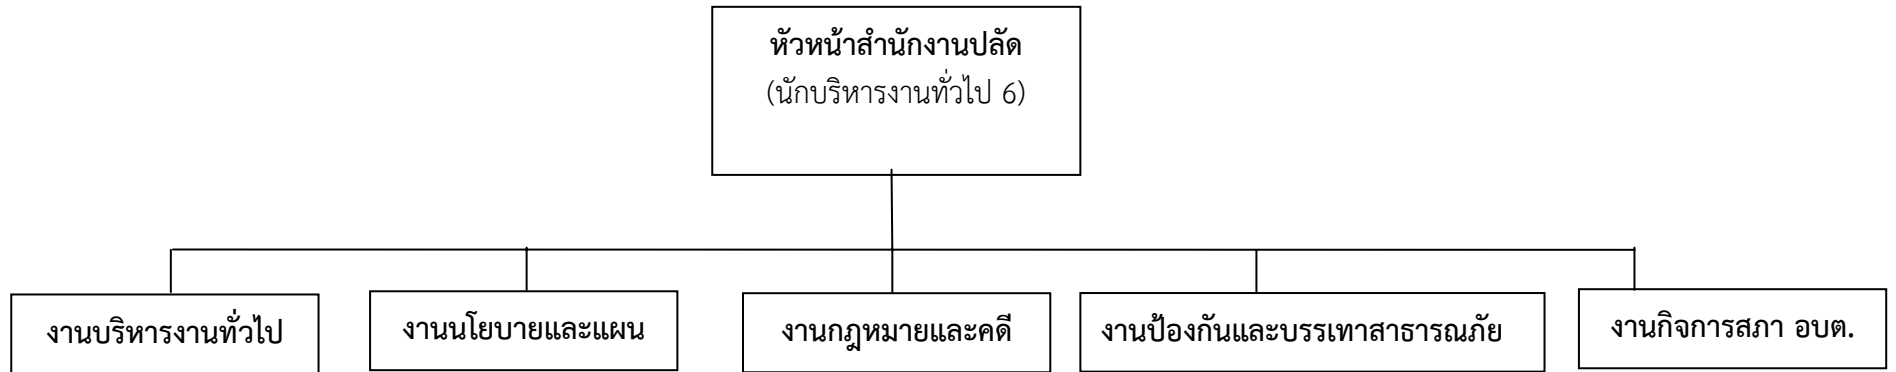 หัวหน้าสำนักงานปลัด
(นักบริหารงานทั่วไป 6)
งานบริหารงานทั่วไป
งานนโยบายและแผน
งานกฎหมายและคดี
งานป้องกันและบรรเทาสาธารณภัย
งานกิจการสภา อบต.